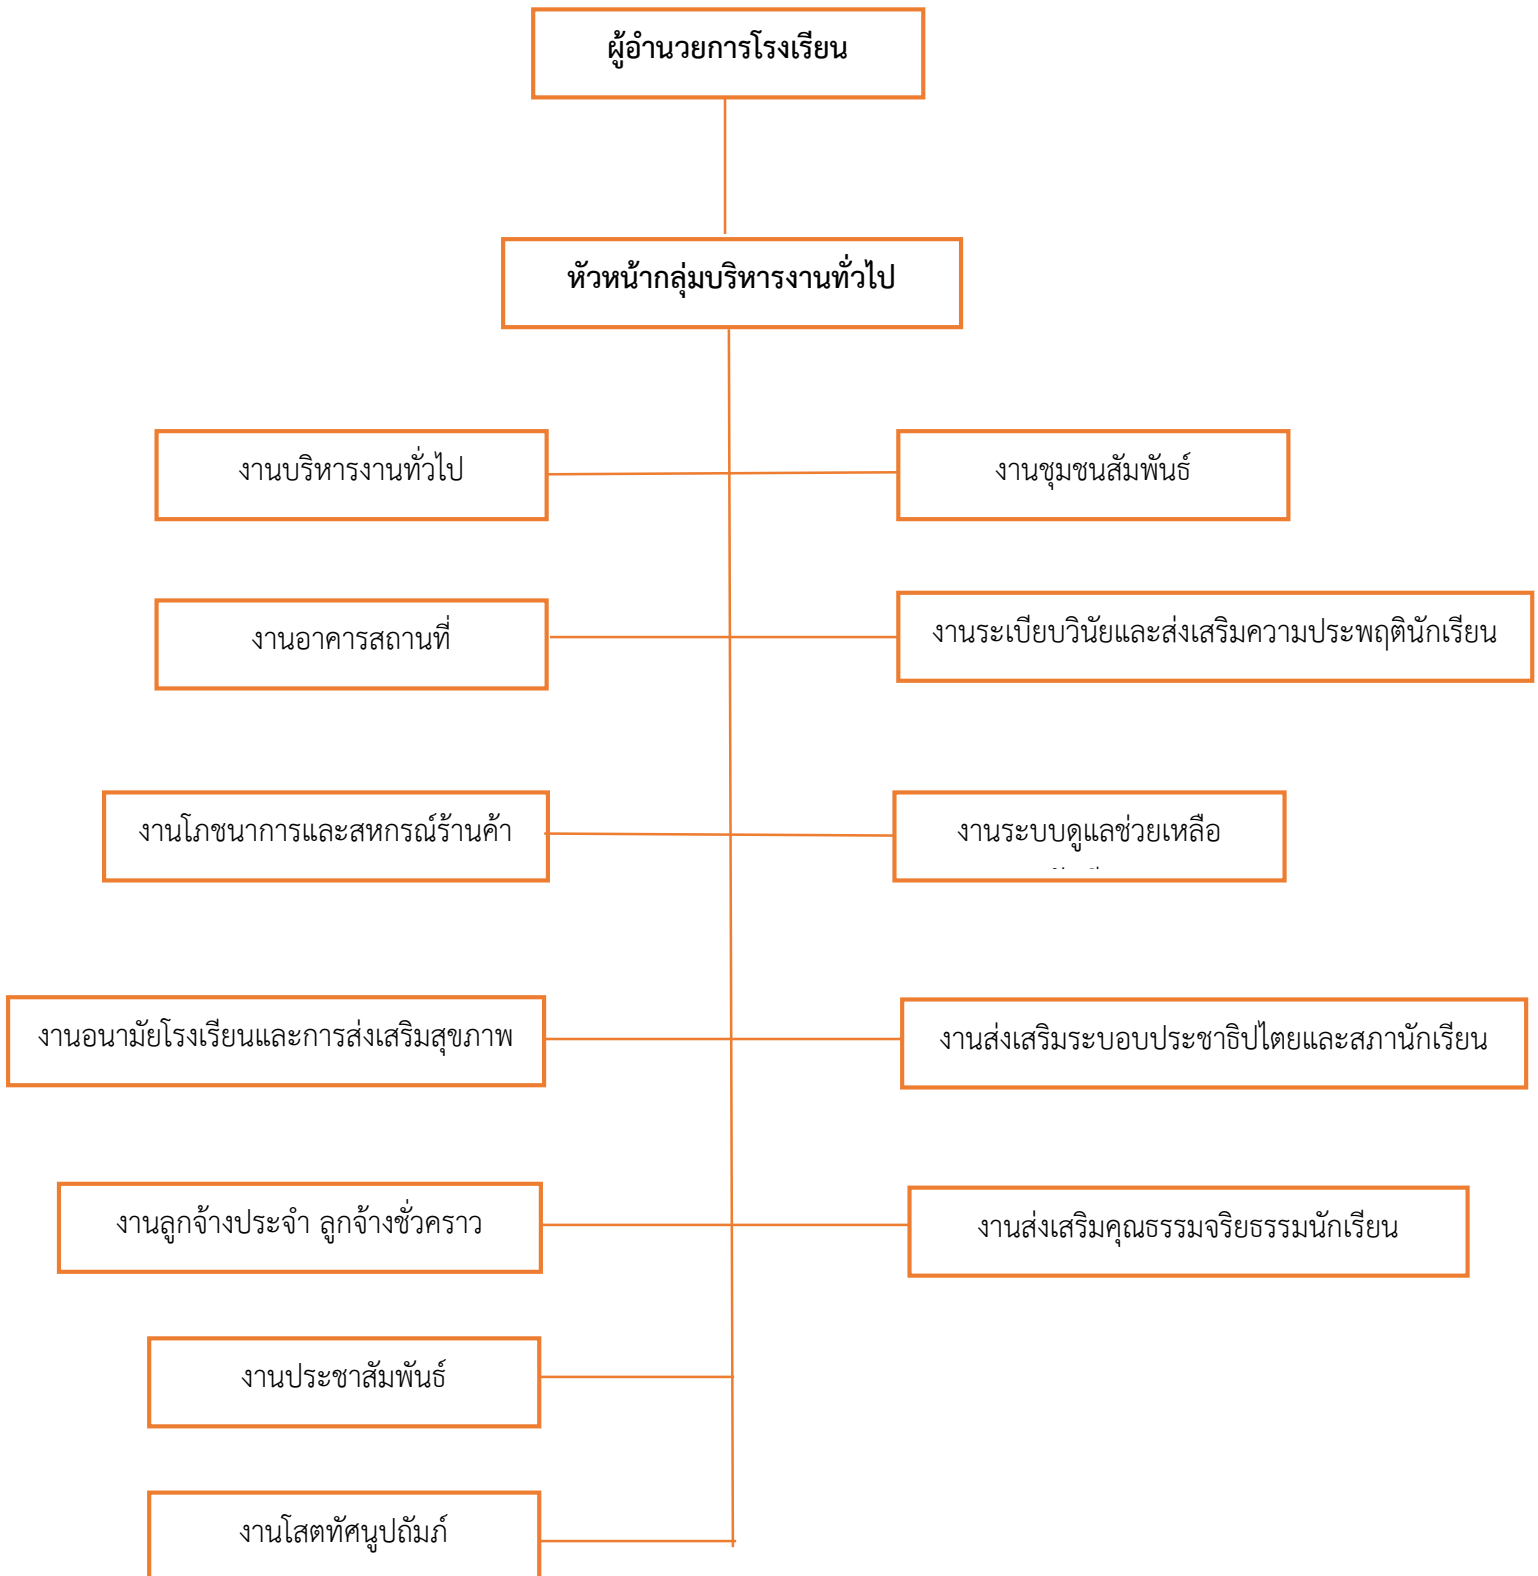 ผู้อำนวยการโรงเรียน
หัวหน้ากลุ่มบริหารงานทั่วไป
งานบริหารงานทั่วไป
งานชุมชนสัมพันธ์
งานอาคารสถานที่
งานระเบียบวินัยและส่งเสริมความประพฤตินักเรียน
งานโภชนาการและสหกรณ์ร้านค้า
งานระบบดูแลช่วยเหลือ
งานอนามัยโรงเรียนและการส่งเสริมสุขภาพ
งานส่งเสริมระบอบประชาธิปไตยและสภานักเรียน
งานลูกจ้างประจำ ลูกจ้างชั่วคราว
งานส่งเสริมคุณธรรมจริยธรรมนักเรียน
งานประชาสัมพันธ์
งานโสตทัศนูปถัมภ์